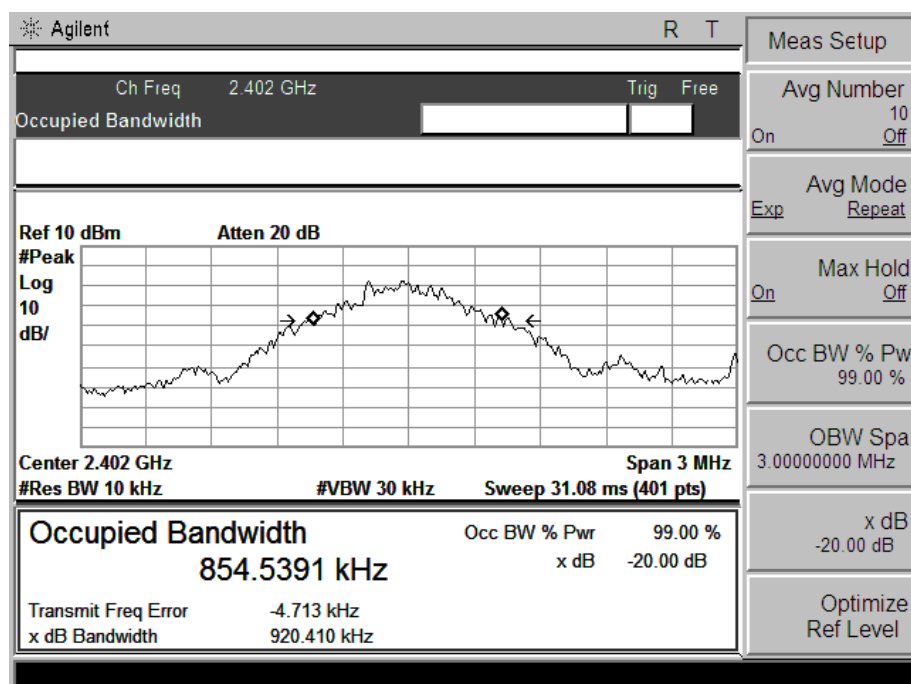 Agilent R T
Ch Freq 2.402 GHz Trig Free
Occupied Bandwidth
Ref 10 dBm Atten 20 dB
#Peak
Log
10
dB/
Center 2.402 GHz Span 3 MHz
#Res BW 10 kHz #VBW 30 kHz Sweep 31.08 ms (401 pts)
Occupied Bandwidth
854.5391 kHz
Occ BW % Pwr 99.00 %
x dB -20.00 dB
Transmit Freq Error -4.713 kHz
x dB Bandwidth 920.410 kHz
Meas Setup
Avg Number
10
On Off
Avg Mode
Exp Repeat
Max Hold
On Off
Occ BW % Pw
99.00 %
OBW Spa
3.00000000 MHz
x dB
-20.00 dB
Optimize
Ref Level